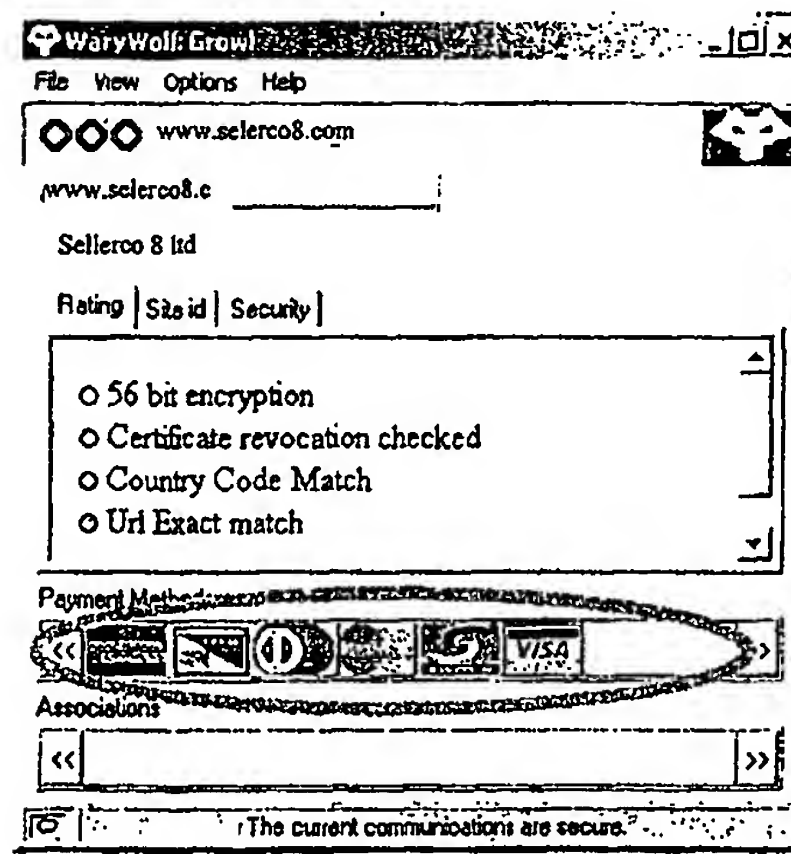 WaryWolf: Growl
File View Options Help
www.selerco8.com
www.selerco8.c
Sellerco 8 ltd
Rating Site id Security
56 bit encryption
Certificate revocation checked
Country Code Match
Url Exact match
Payment
<< VISA >>
Associations
<< >>
The current communications are secure."